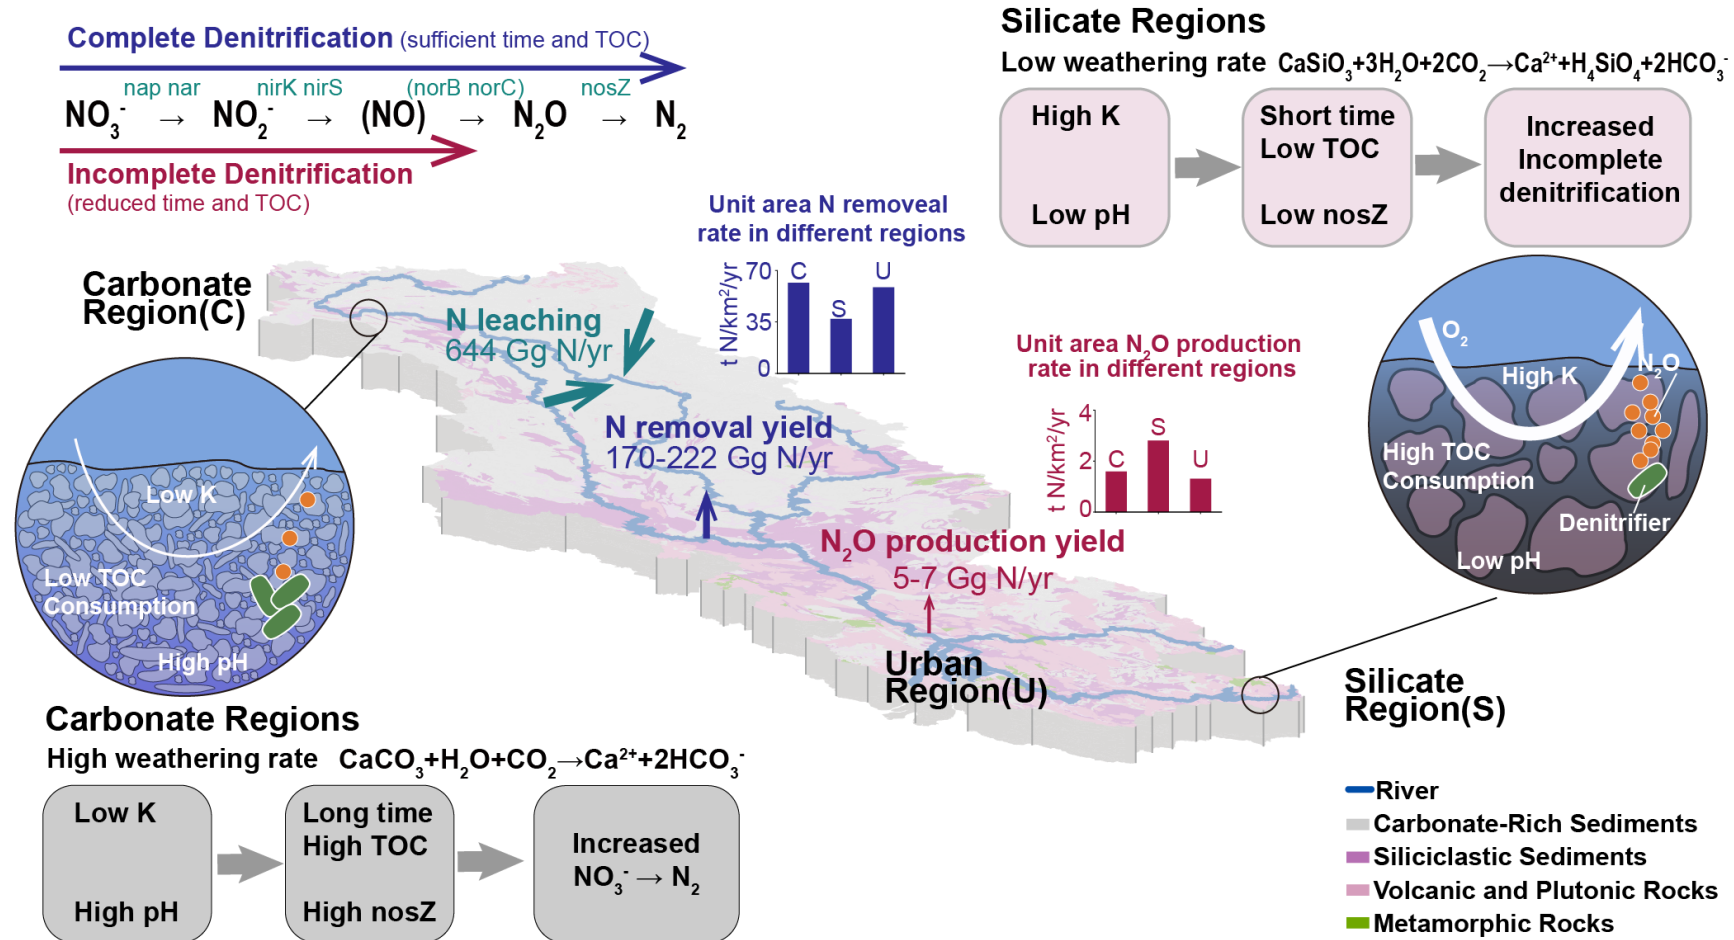 Complete Denitrification (sufficient time and TOC)
nap nar nirK nirS (norB norC) nosZ
NO₃⁻ → NO₂⁻ → (NO) → N₂O → N₂
Incomplete Denitrification
(reduced time and TOC)
Silicate Regions
Low weathering rate CaSiO₃+3H₂O+2CO₂→Ca²⁺+H₄SiO₄+2HCO₃⁻
High K
Low pH
Short time
Low TOC
Low nosZ
Increased
Incomplete
denitrification
Unit area N removeal
rate in different regions
t N/km²/yr
70
35
0
C
S
U
Carbonate
Region(C)
N leaching
644 Gg N/yr
Unit area N₂O production
rate in different regions
t N/km²/yr
4
2
0
C
S
U
O₂
N₂O
High K
High TOC
Consumption
Denitrifier
Low pH
N removal yield
170-222 Gg N/yr
Low K
Low TOC
Consumption
High pH
N₂O production yield
5-7 Gg N/yr
Urban
Region(U)
Silicate
Region(S)
Carbonate Regions
High weathering rate CaCO₃+H₂O+CO₂→Ca²⁺+2HCO₃⁻
Low K
High pH
Long time
High TOC
High nosZ
Increased
NO₃⁻ → N₂
River
Carbonate-Rich Sediments
Siliciclastic Sediments
Volcanic and Plutonic Rocks
Metamorphic Rocks